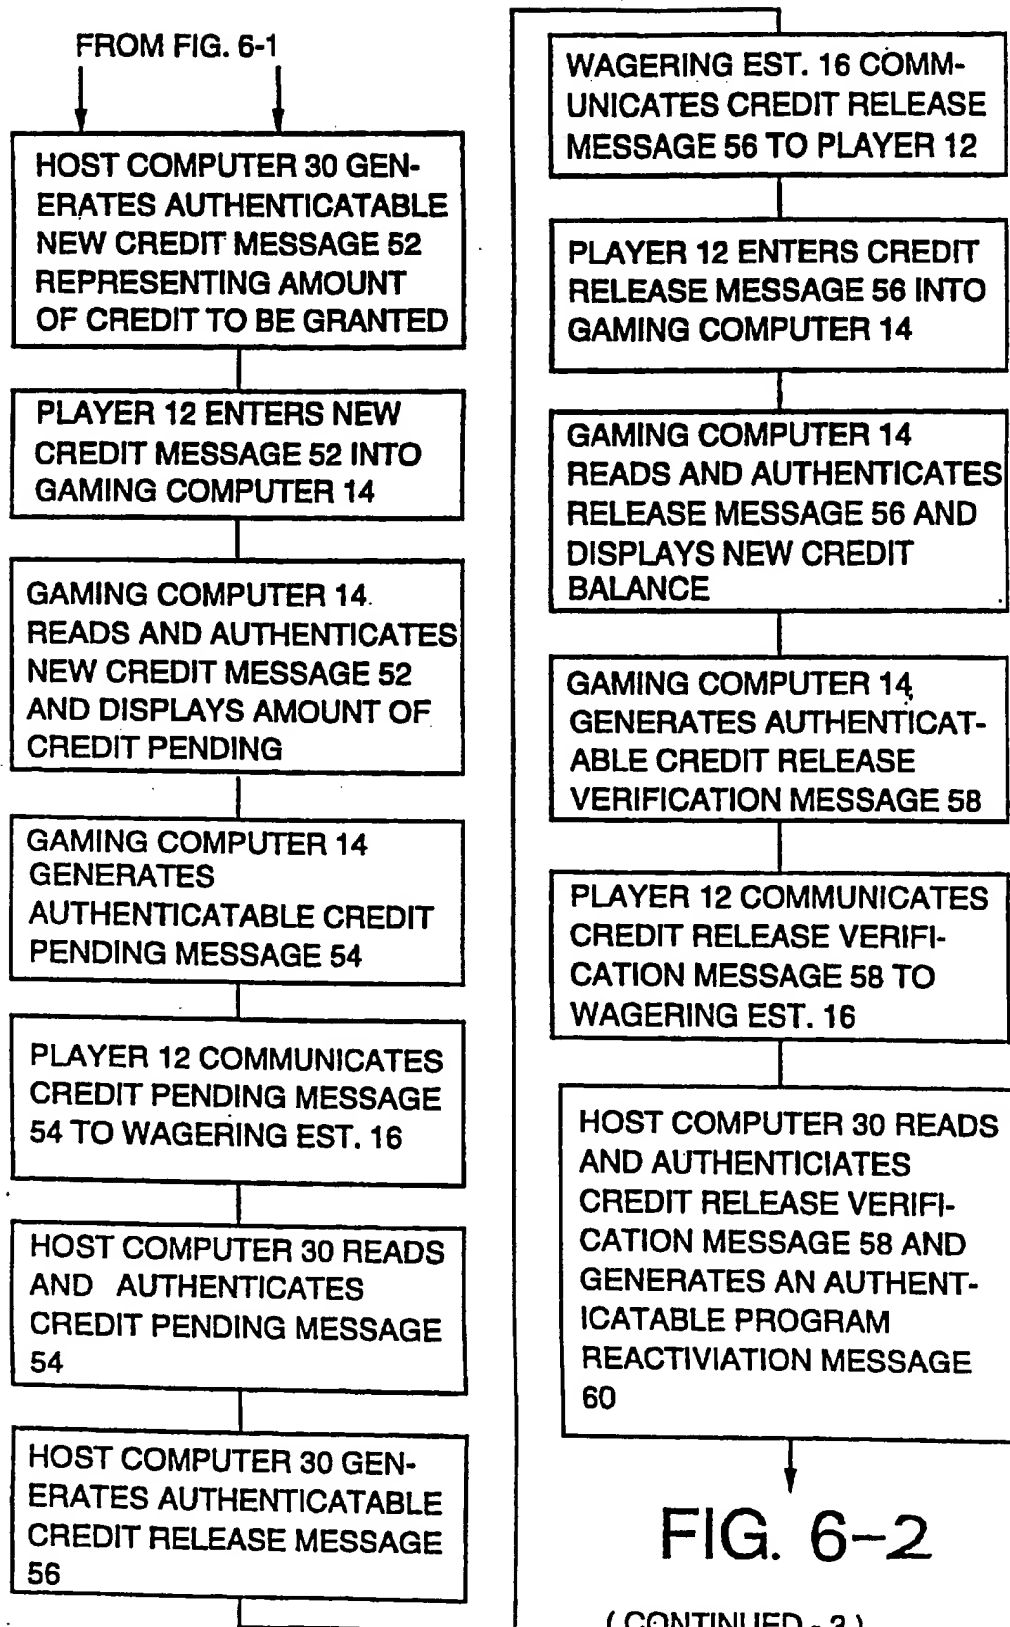 FROM FIG. 6-1
HOST COMPUTER 30 GEN-
ERATES AUTHENTICATABLE
NEW CREDIT MESSAGE 52
REPRESENTING AMOUNT
OF CREDIT TO BE GRANTED
PLAYER 12 ENTERS NEW
CREDIT MESSAGE 52 INTO
GAMING COMPUTER 14
GAMING COMPUTER 14
READS AND AUTHENTICATES
NEW CREDIT MESSAGE 52
AND DISPLAYS AMOUNT OF
CREDIT PENDING
GAMING COMPUTER 14
GENERATES
AUTHENTICATABLE CREDIT
PENDING MESSAGE 54
PLAYER 12 COMMUNICATES
CREDIT PENDING MESSAGE
54 TO WAGERING EST. 16
HOST COMPUTER 30 READS
AND AUTHENTICATES
CREDIT PENDING MESSAGE
54
HOST COMPUTER 30 GEN-
ERATES AUTHENTICATABLE
CREDIT RELEASE MESSAGE
56
WAGERING EST. 16 COMM-
UNICATES CREDIT RELEASE
MESSAGE 56 TO PLAYER 12
PLAYER 12 ENTERS CREDIT
RELEASE MESSAGE 56 INTO
GAMING COMPUTER 14
GAMING COMPUTER 14
READS AND AUTHENTICATES
RELEASE MESSAGE 56 AND
DISPLAYS NEW CREDIT
BALANCE
GAMING COMPUTER 14
GENERATES AUTHENTICAT-
ABLE CREDIT RELEASE
VERIFICATION MESSAGE 58
PLAYER 12 COMMUNICATES
CREDIT RELEASE VERIFI-
CATION MESSAGE 58 TO
WAGERING EST. 16
HOST COMPUTER 30 READS
AND AUTHENTICIATES
CREDIT RELEASE VERIFI-
CATION MESSAGE 58 AND
GENERATES AN AUTHENT-
ICATABLE PROGRAM
REACTIVIATION MESSAGE
60
FIG. 6-2
( CONTINUED - 3 )